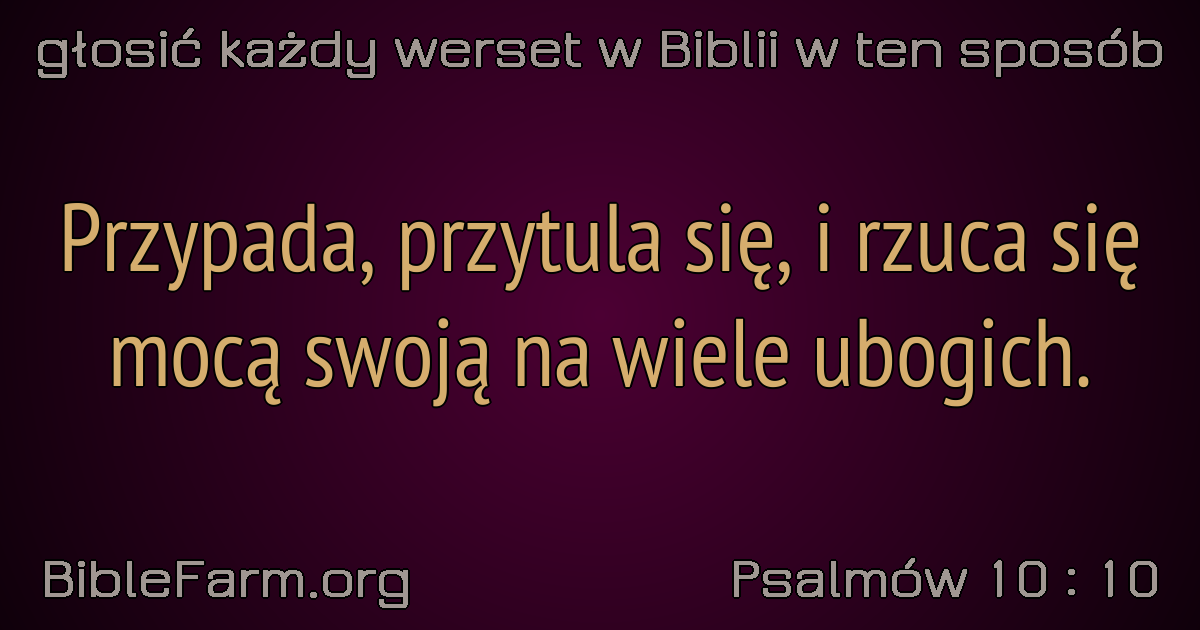 głosić każdy werset w Biblii w ten sposób
Przypada, przytula się, i rzuca się
mocą swoją na wiele ubogich.
BibleFarm.org
Psalmów 10 : 10